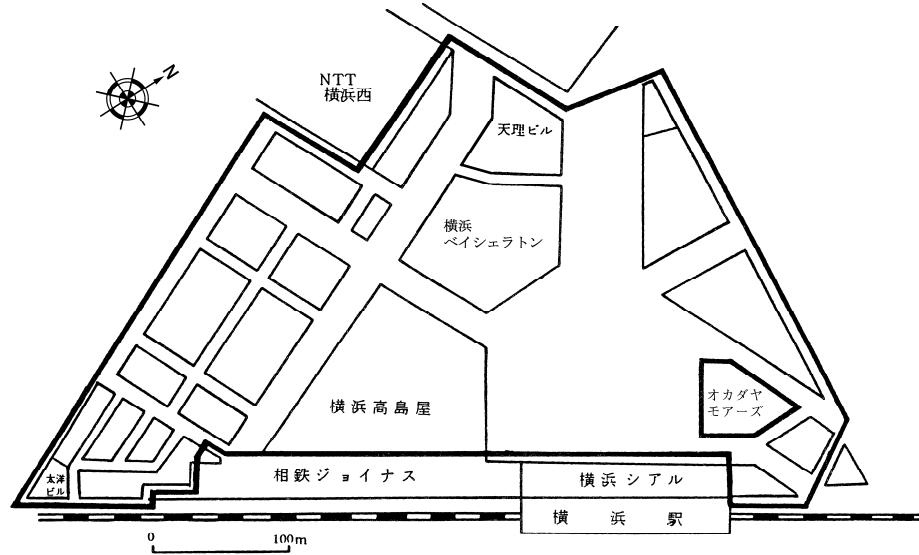 N
NTT
横浜西
天理ビル
横浜
ベイシェラトン
オカダヤ
モアーズ
横浜高島屋
太洋
ビル
相鉄ジョイナス
横浜シアル
横浜駅
0 100m